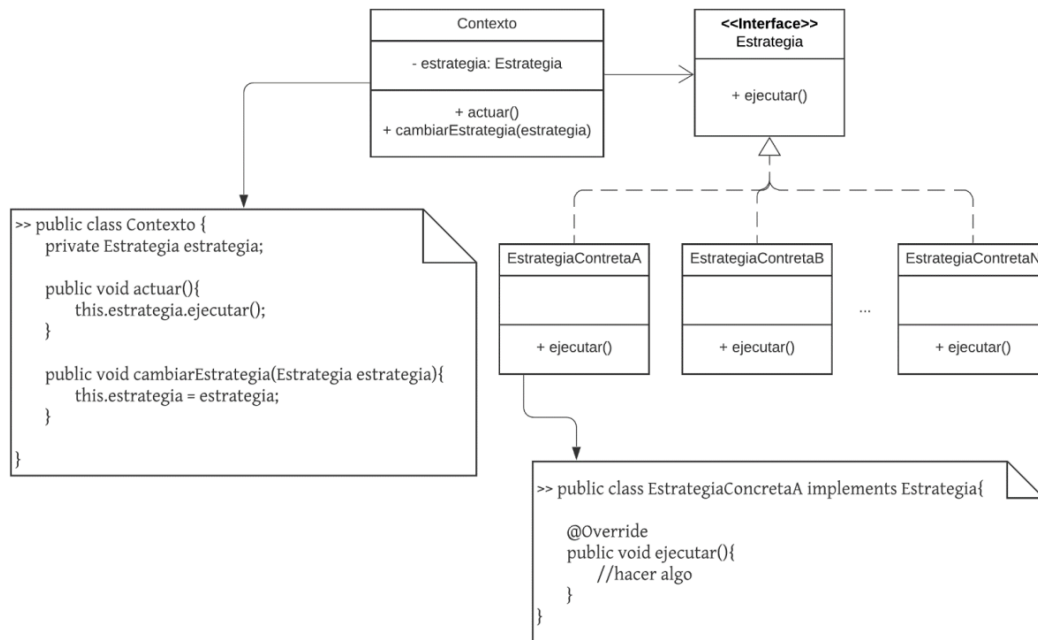 Contexto
- estrategia: Estrategia
+ actuar()
+ cambiarEstrategia(estrategia)
<<Interface>>
Estrategia
+ ejecutar()
>> public class Contexto {
private Estrategia estrategia;
public void actuar(){
this.estrategia.ejecutar();
}
public void cambiarEstrategia(Estrategia estrategia){
this.estrategia = estrategia;
}
}
EstrategiaContretaA
+ ejecutar()
EstrategiaContretaB
+ ejecutar()
...
EstrategiaContretaN
+ ejecutar()
>> public class EstrategiaConcretaA implements Estrategia{
@Override
public void ejecutar(){
//hacer algo
}
}